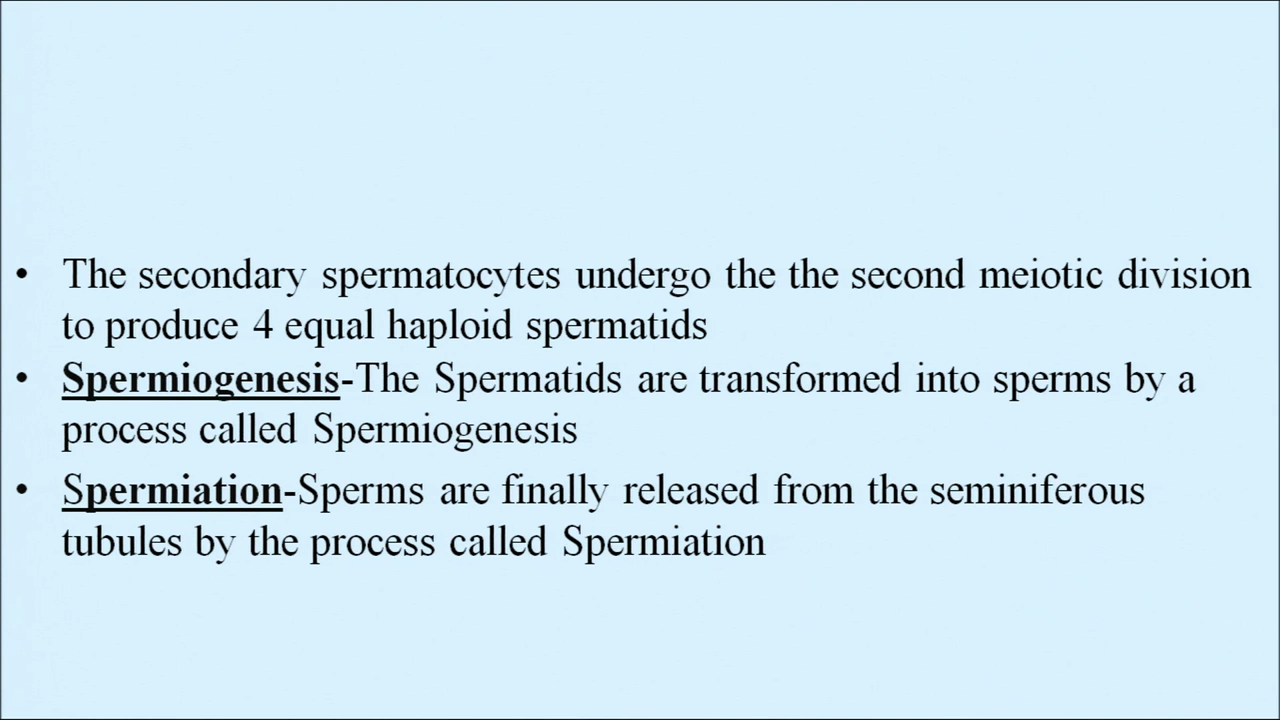 • The secondary spermatocytes undergo the the second meiotic division
to produce 4 equal haploid spermatids
• Spermiogenesis-The Spermatids are transformed into sperms by a
process called Spermiogenesis
• Spermiation-Sperms are finally released from the seminiferous
tubules by the process called Spermiation